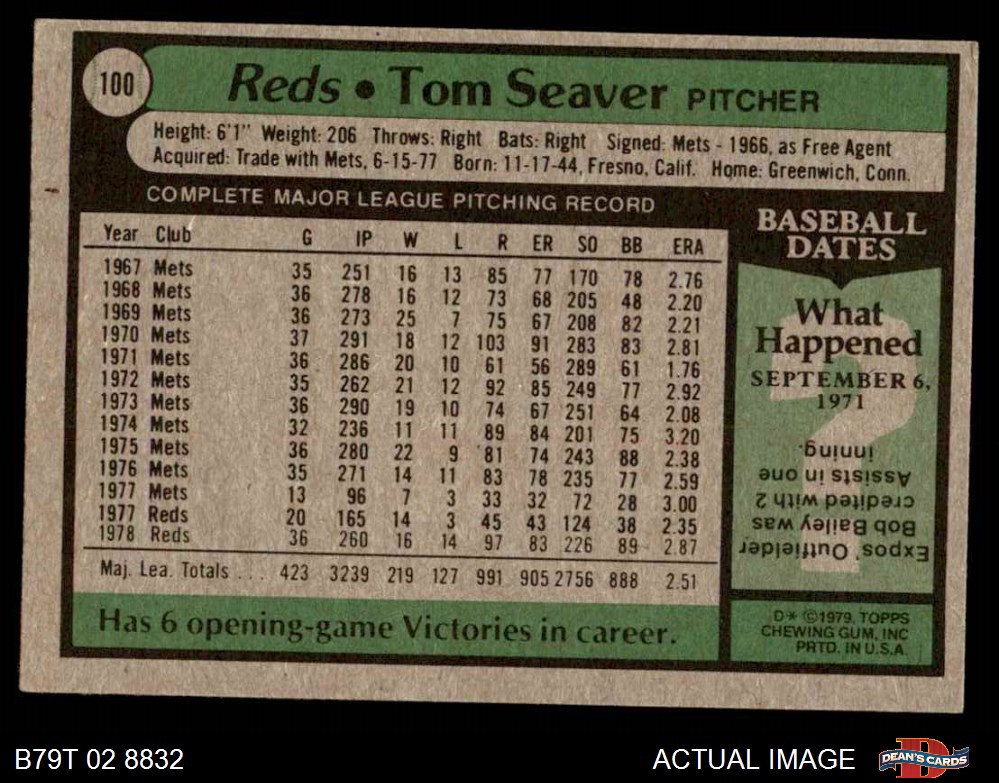 100
Reds • Tom Seaver PITCHER
Height: 6'1" Weight: 206 Throws: Right Bats: Right Signed: Mets - 1966, as Free Agent
Acquired: Trade with Mets, 6-15-77 Born: 11-17-44, Fresno, Calif. Home: Greenwich, Conn.
COMPLETE MAJOR LEAGUE PITCHING RECORD
Year Club G IP W L R ER SO BB ERA
1967 Mets 35 251 16 13 85 77 170 78 2.76
1968 Mets 36 278 16 12 73 68 205 48 2.20
1969 Mets 36 273 25 7 75 67 208 82 2.21
1970 Mets 37 291 18 12 103 91 283 83 2.81
1971 Mets 36 286 20 10 61 56 289 61 1.76
1972 Mets 35 262 21 12 92 85 249 77 2.92
1973 Mets 36 290 19 10 74 67 251 64 2.08
1974 Mets 32 236 11 11 89 84 201 75 3.20
1975 Mets 36 280 22 9 81 74 243 88 2.38
1976 Mets 35 271 14 11 83 78 235 77 2.59
1977 Mets 13 96 7 3 33 32 72 28 3.00
1977 Reds 20 165 14 3 45 43 124 38 2.35
1978 Reds 36 260 16 14 97 83 226 89 2.87
Maj. Lea. Totals . . . 423 3239 219 127 991 905 2756 888 2.51
Has 6 opening-game Victories in career.
BASEBALL
DATES
What
Happened
SEPTEMBER 6,
1971
Expos' Outfielder
Bob Bailey was
credited with 2
Assists in one
inning.
D* ©1979, TOPPS
CHEWING GUM, INC
PRTD. IN U.S.A.
B79T 02 8832
ACTUAL IMAGE
DEAN'S CARDS